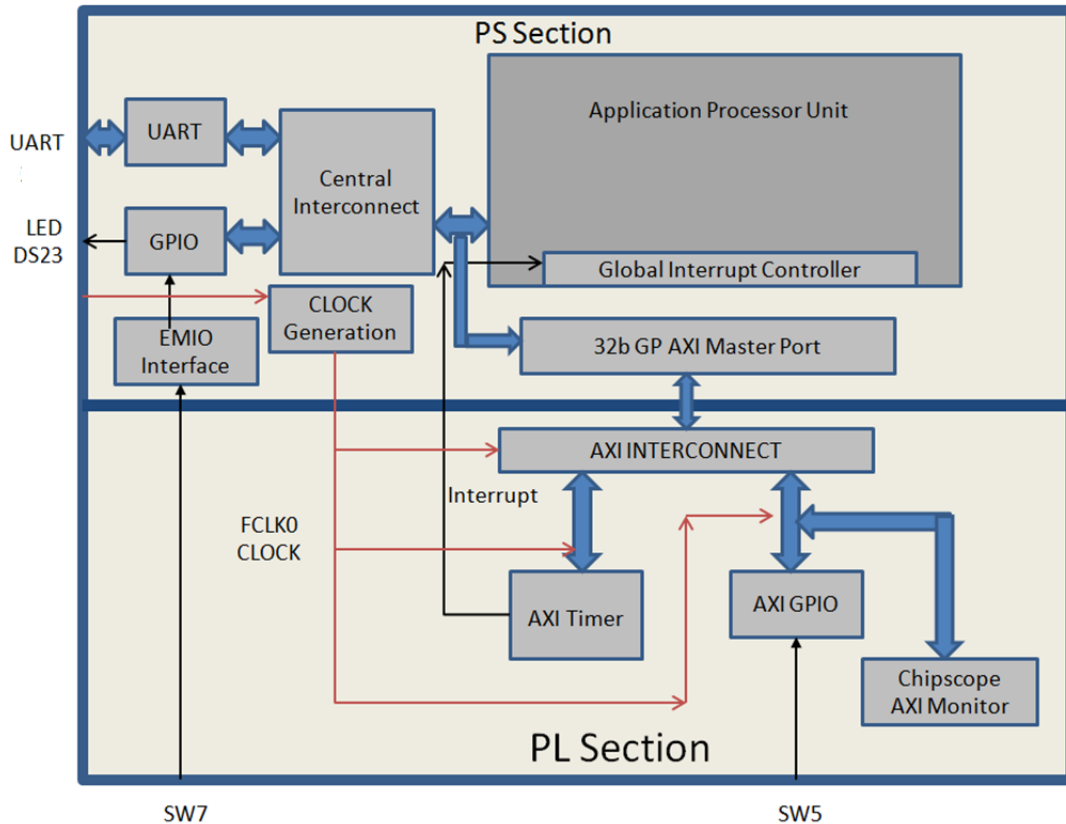 PS Section
Application Processor Unit
UART
UART
Central
Interconnect
LED
DS23
GPIO
Global Interrupt Controller
CLOCK
Generation
EMIO
Interface
32b GP AXI Master Port
AXI INTERCONNECT
Interrupt
FCLK0
CLOCK
AXI Timer
AXI GPIO
Chipscope
AXI Monitor
PL Section
SW7
SW5